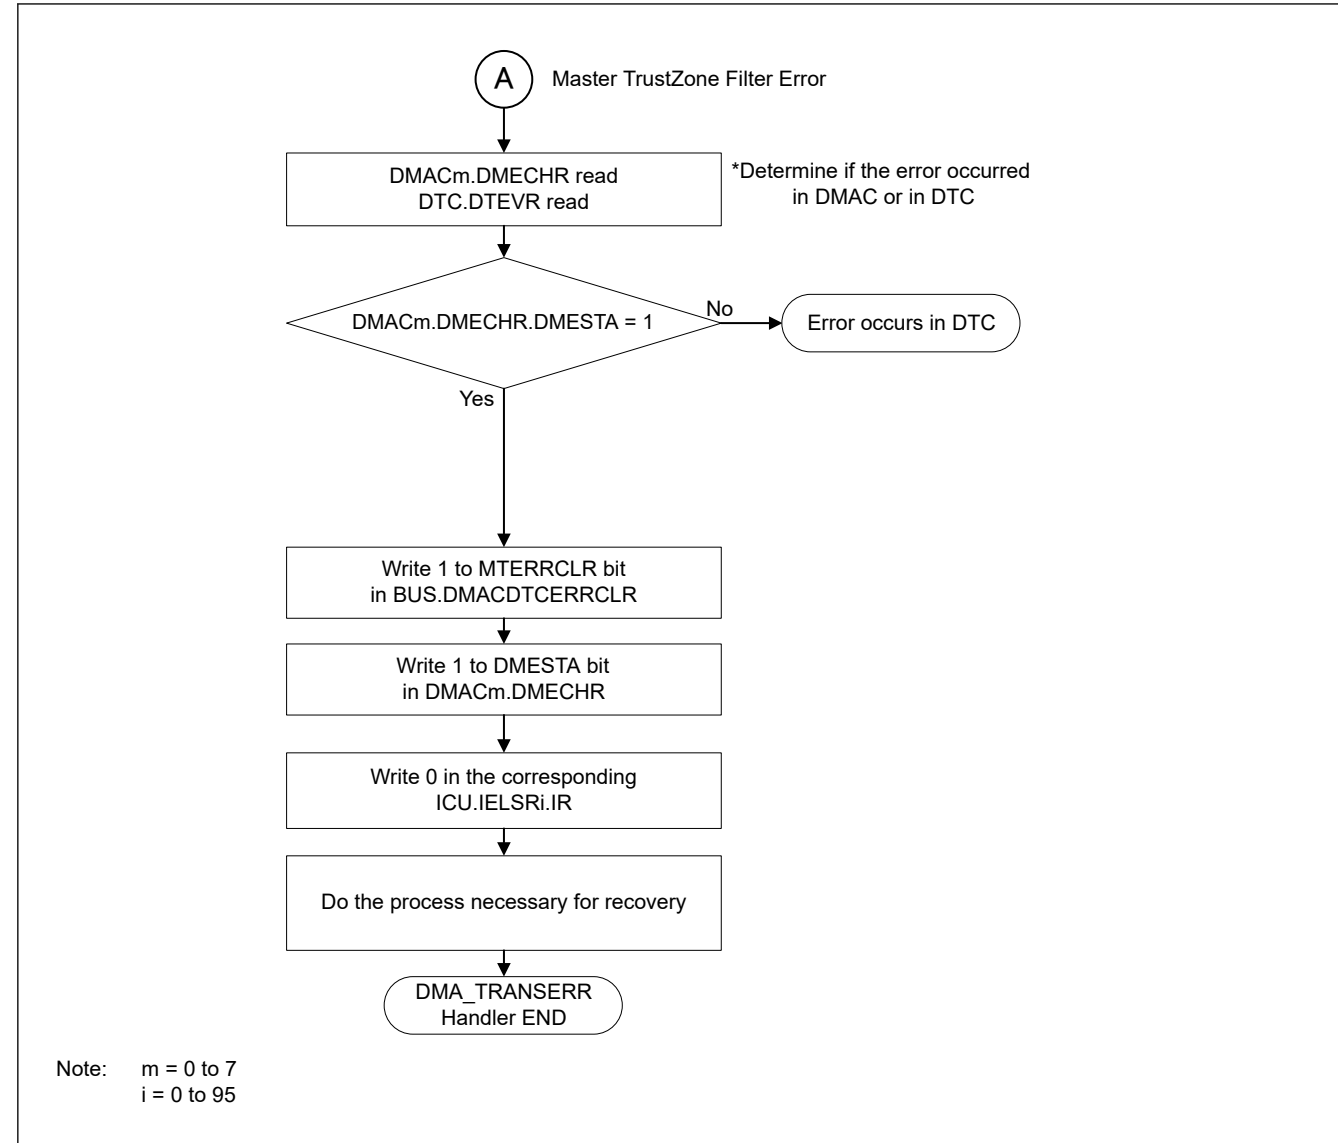 A
Master TrustZone Filter Error
DMACm.DMECHR read
DTC.DTEVR read
*Determine if the error occurred
in DMAC or in DTC
DMACm.DMECHR.DMESTA = 1
No
Error occurs in DTC
Yes
Write 1 to MTERRCLR bit
in BUS.DMACDTCERRCLR
Write 1 to DMESTA bit
in DMACm.DMECHR
Write 0 in the corresponding
ICU.IELSRi.IR
Do the process necessary for recovery
DMA_TRANSERR
Handler END
Note: m = 0 to 7
i = 0 to 95